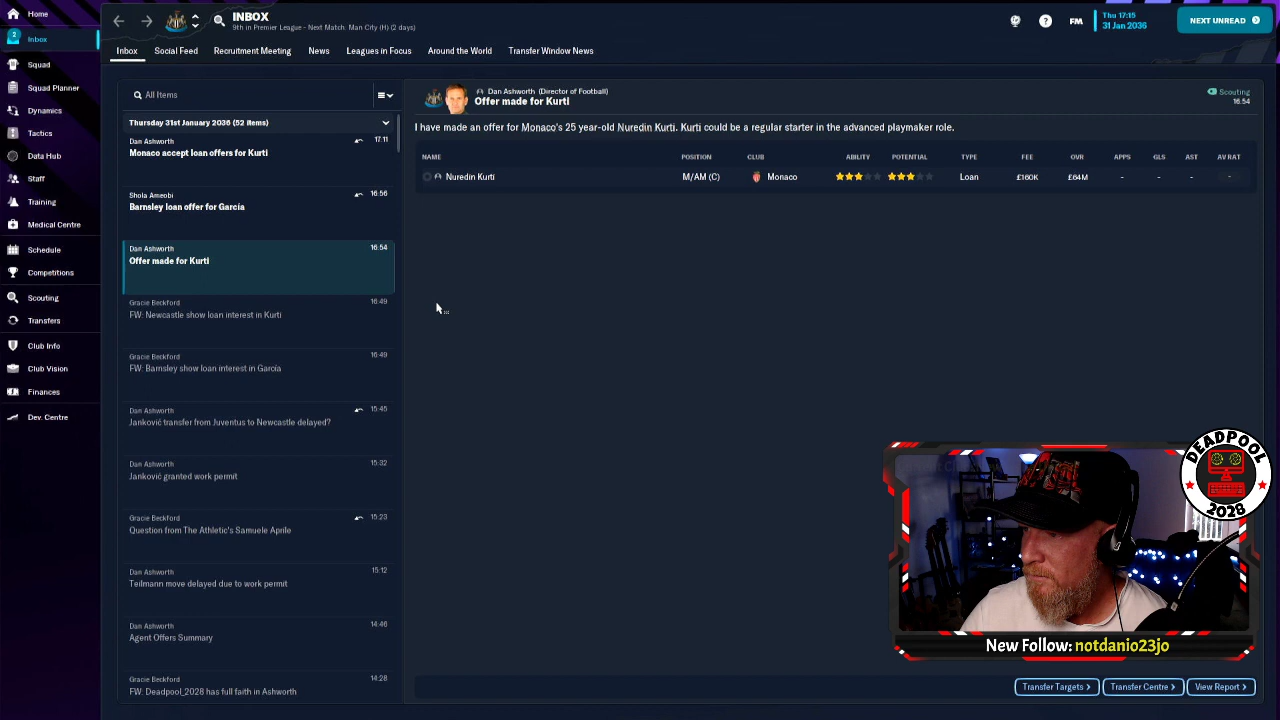 Home
2
Inbox
Squad
Squad Planner
Dynamics
Tactics
Data Hub
Staff
Training
Medical Centre
Schedule
Competitions
Scouting
Transfers
Club Info
Club Vision
Finances
Dev. Centre
INBOX
9th in Premier League - Next Match: Man City (H) (2 days)
?
FM
Thu 17:15
31 Jan 2036
NEXT UNREAD
Inbox
Social Feed
Recruitment Meeting
News
Leagues in Focus
Around the World
Transfer Window News
All Items
Thursday 31st January 2036 (52 items)
Dan Ashworth 17:11
Monaco accept loan offers for Kurti
Shola Ameobi 16:56
Barnsley loan offer for García
Dan Ashworth 16:54
Offer made for Kurti
Gracie Beckford 16:49
FW: Newcastle show loan interest in Kurti
Gracie Beckford 16:49
FW: Barnsley show loan interest in García
Dan Ashworth 15:45
Janković transfer from Juventus to Newcastle delayed?
Dan Ashworth 15:32
Janković granted work permit
Gracie Beckford 15:23
Question from The Athletic's Samuele Aprile
Dan Ashworth 15:12
Teilmann move delayed due to work permit
Dan Ashworth 14:46
Agent Offers Summary
Gracie Beckford 14:28
FW: Deadpool_2028 has full faith in Ashworth
Dan Ashworth (Director of Football)
Offer made for Kurti
Scouting
16:54
I have made an offer for Monaco's 25 year-old Nuredin Kurti. Kurti could be a regular starter in the advanced playmaker role.
NAME POSITION CLUB ABILITY POTENTIAL TYPE FEE OVR APPS GLS AST AV RAT
Nuredin Kurti M/AM (C) Monaco Loan £160K £64M - - - -
DEADPOOL
2028
New Follow: notdanio23jo
Transfer Targets
Transfer Centre
View Report